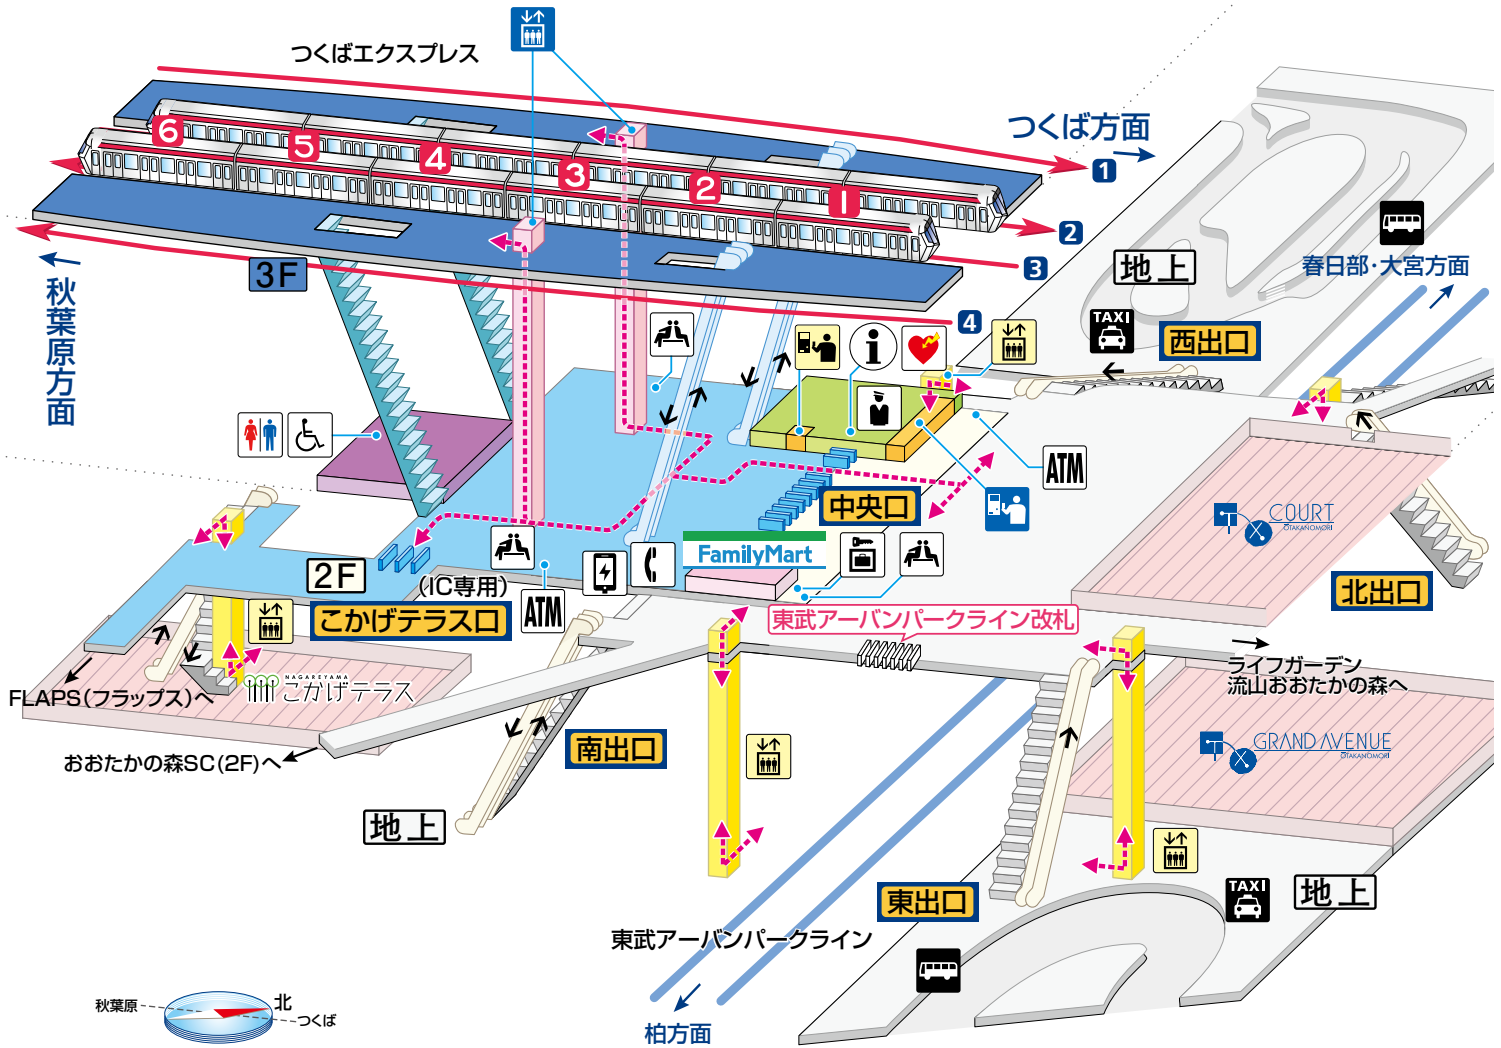 つくばエクスプレス
つくば方面
1
2
3
4
6
5
4
3
2
1
3F
秋葉原方面
地上
春日部・大宮方面
TAXI
西出口
ATM
中央口
COURT
OTAKANOMORI
北出口
FamilyMart
2F
(IC専用)
こかげテラス口
ATM
東武アーバンパークライン改札
ライフガーデン
流山おおたかの森へ
FLAPS(フラップス)へ
NAGAREYAMA
こかげテラス
おおたかの森SC(2F)へ
南出口
GRAND AVENUE
OTAKANOMORI
地上
東出口
TAXI
地上
東武アーバンパークライン
柏方面
秋葉原
北
つくば